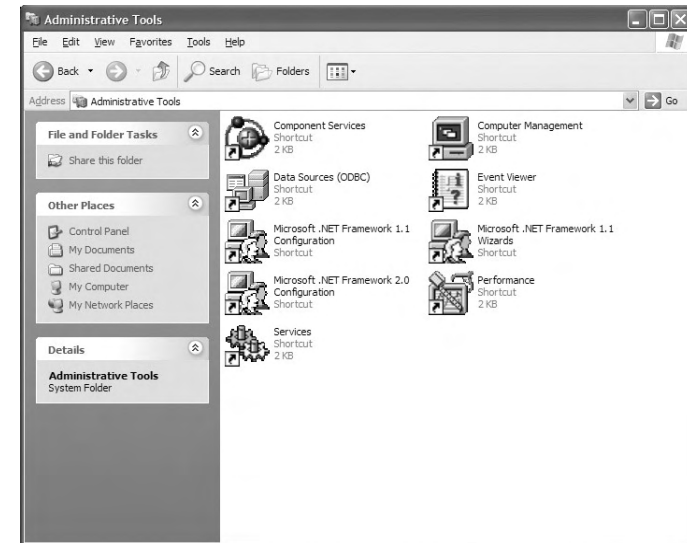 Administrative Tools
File Edit View Favorites Tools Help
Back Search Folders
Address Administrative Tools Go
File and Folder Tasks
Share this folder
Other Places
Control Panel
My Documents
Shared Documents
My Computer
My Network Places
Details
Administrative Tools
System Folder
Component Services
Shortcut
2 KB
Computer Management
Shortcut
2 KB
Data Sources (ODBC)
Shortcut
2 KB
Event Viewer
Shortcut
2 KB
Microsoft .NET Framework 1.1
Configuration
Shortcut
Microsoft .NET Framework 1.1
Wizards
Shortcut
Microsoft .NET Framework 2.0
Configuration
Shortcut
Performance
Shortcut
2 KB
Services
Shortcut
2 KB